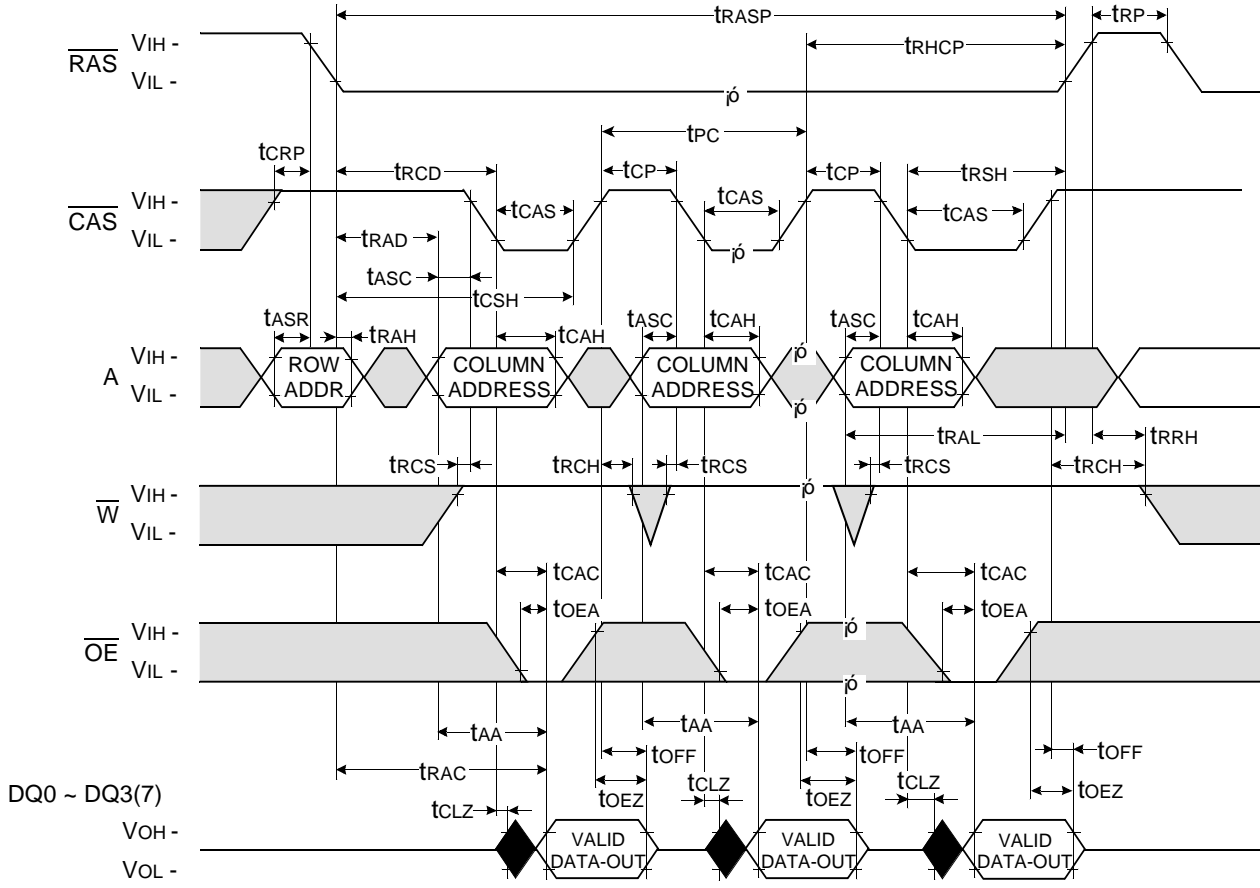 tRASP
tRP
VIH -
RAS
tRHCP
VIL -
¡ó
tCRP
tPC
tRCD
tCP
tCP
tRSH
VIH -
CAS
tCAS
tCAS
tCAS
VIL -
tRAD
¡ó
tASC
tCSH
tASR
tRAH
tCAH
tASC
tCAH
tASC
tCAH
VIH -
A
VIL -
ROW
ADDR
COLUMN
ADDRESS
COLUMN
ADDRESS
¡ó
¡ó
COLUMN
ADDRESS
tRAL
tRRH
tRCS
tRCH
tRCS
tRCS
tRCH
VIH -
W
VIL -
¡ó
tCAC
tCAC
tCAC
tOEA
tOEA
tOEA
VIH -
OE
VIL -
¡ó
¡ó
tAA
tAA
tAA
tOFF
tOFF
tOFF
tRAC
DQ0 ~ DQ3(7)
tCLZ
tOEZ
tCLZ
tOEZ
tCLZ
tOEZ
VOH -
VOL -
VALID
DATA-OUT
VALID
DATA-OUT
VALID
DATA-OUT